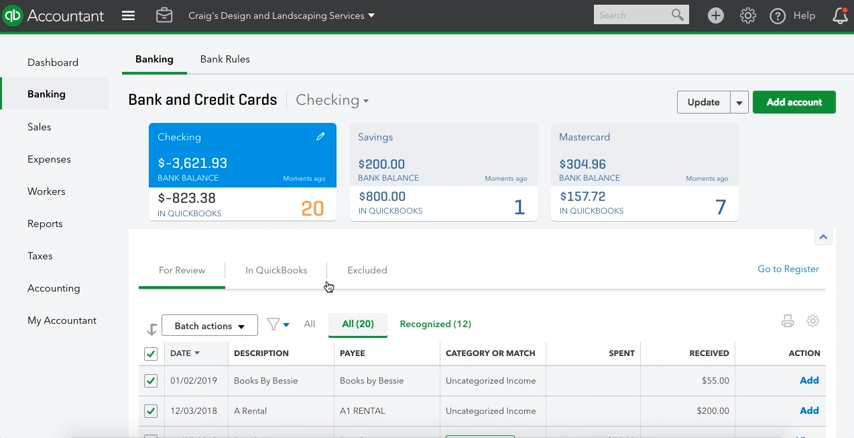 qb Accountant Craig's Design and Landscaping Services Search Help
Dashboard
Banking
Sales
Expenses
Workers
Reports
Taxes
Accounting
My Accountant
Banking Bank Rules
Bank and Credit Cards Checking Update Add account
Checking
$-3,621.93
BANK BALANCE Moments ago
$-823.38
IN QUICKBOOKS 20
Savings
$200.00
BANK BALANCE Moments ago
$800.00
IN QUICKBOOKS 1
Mastercard
$304.96
BANK BALANCE Moments ago
$157.72
IN QUICKBOOKS 7
For Review In QuickBooks Excluded Go to Register
Batch actions All All (20) Recognized (12)
DATE DESCRIPTION PAYEE CATEGORY OR MATCH SPENT RECEIVED ACTION
01/02/2019 Books By Bessie Books by Bessie Uncategorized Income $55.00 Add
12/03/2018 A Rental A1 RENTAL Uncategorized Income $200.00 Add